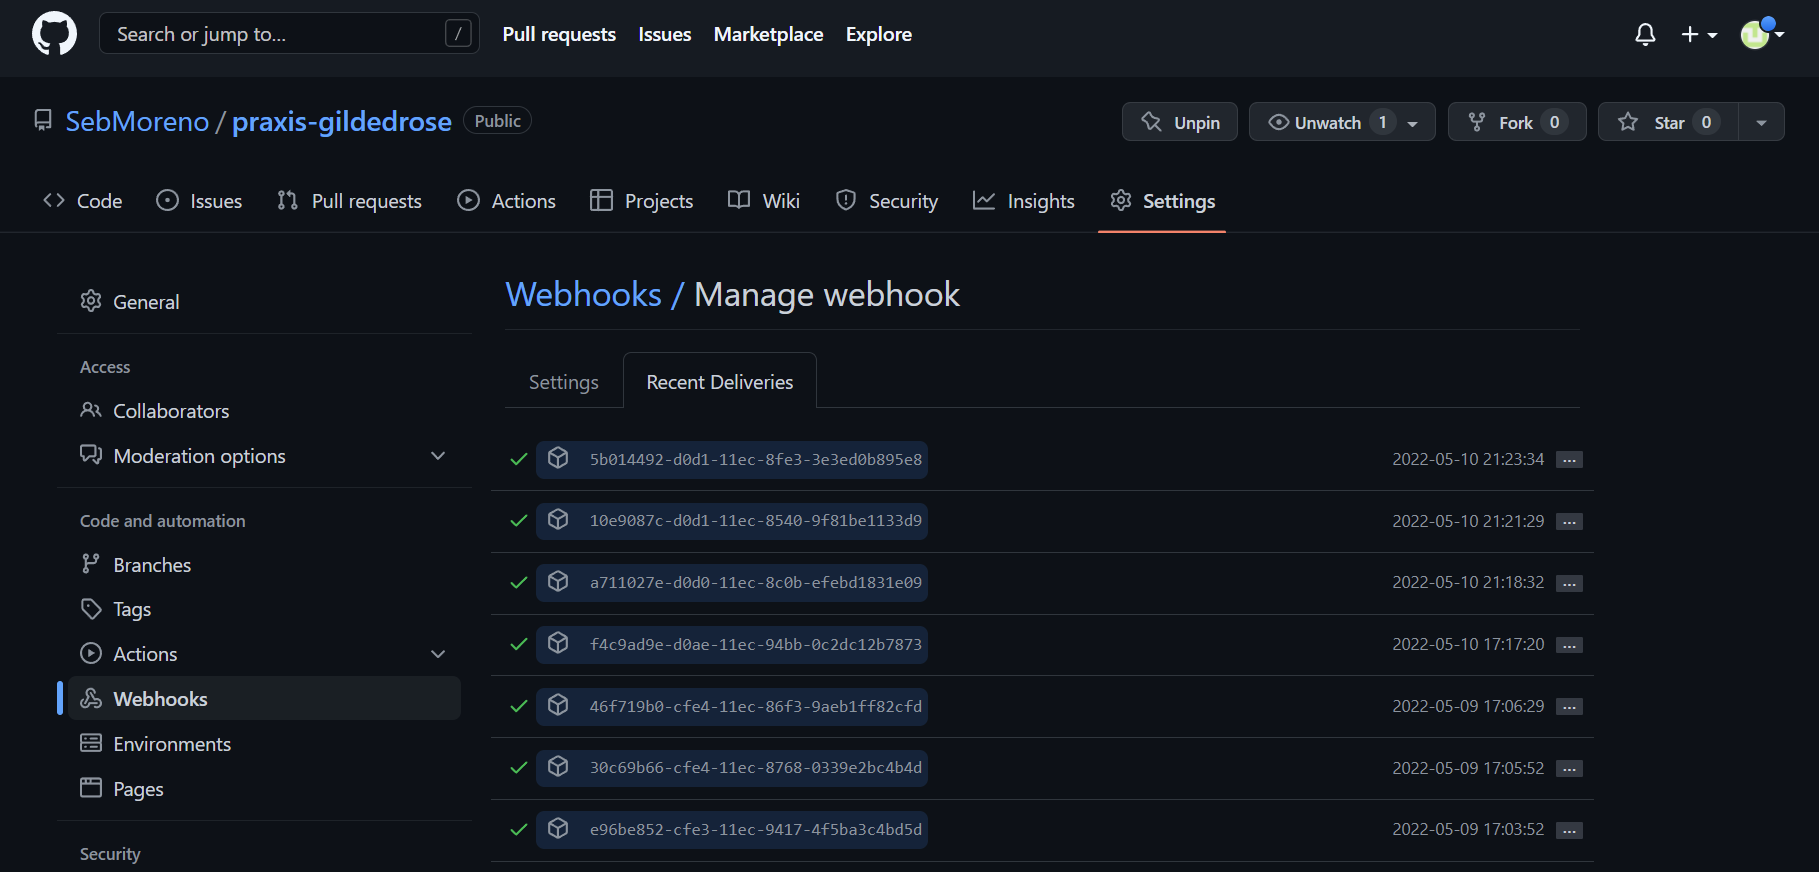 Search or jump to... /
Pull requests Issues Marketplace Explore
SebMoreno / praxis-gildedrose Public
Unpin Unwatch 1 Fork 0 Star 0
Code Issues Pull requests Actions Projects Wiki Security Insights Settings
General
Access
Collaborators
Moderation options
Code and automation
Branches
Tags
Actions
Webhooks
Environments
Pages
Security
Webhooks / Manage webhook
Settings Recent Deliveries
5b014492-d0d1-11ec-8fe3-3e3ed0b895e8 2022-05-10 21:23:34 ...
10e9087c-d0d1-11ec-8540-9f81be1133d9 2022-05-10 21:21:29 ...
a711027e-d0d0-11ec-8c0b-efebd1831e09 2022-05-10 21:18:32 ...
f4c9ad9e-d0ae-11ec-94bb-0c2dc12b7873 2022-05-10 17:17:20 ...
46f719b0-cfe4-11ec-86f3-9aeb1ff82cfd 2022-05-09 17:06:29 ...
30c69b66-cfe4-11ec-8768-0339e2bc4b4d 2022-05-09 17:05:52 ...
e96be852-cfe3-11ec-9417-4f5ba3c4bd5d 2022-05-09 17:03:52 ...